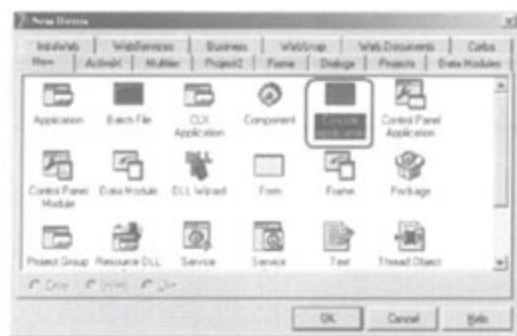 New Items
IntraWeb WebServices Business WebSnap Web Documents Corba
New ActiveX Multitier Project2 Forms Dialogs Projects Data Modules
Application Batch File CLX Application Component Console Application Control Panel Application
Control Panel Module Data Module DLL Wizard Form Frame Package
Project Group Resource DLL Service Service Text Thread Object
Copy Inherit Use
OK Cancel Help